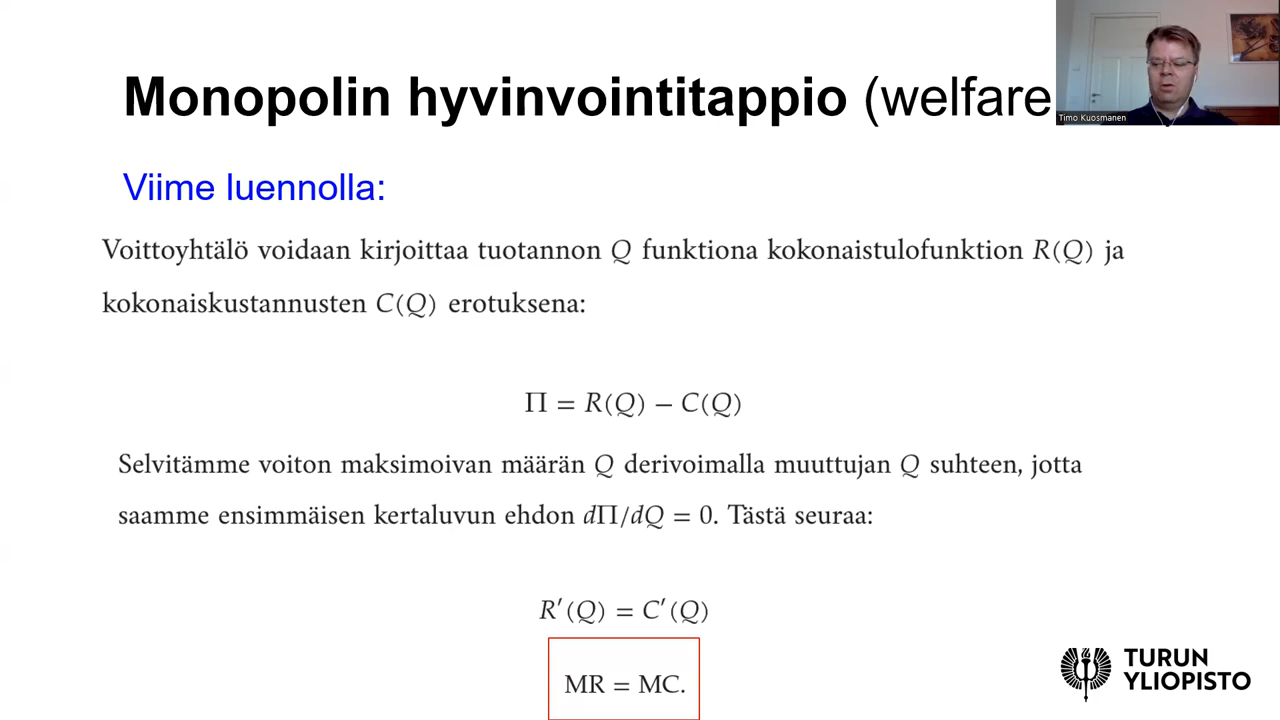 Monopolin hyvinvointitappio (welfare
Timo Kuosmanen
Viime luennolla:
Voittoyhtälö voidaan kirjoittaa tuotannon Q funktiona kokonaistulofunktion R(Q) ja
kokonaiskustannusten C(Q) erotuksena:
Π = R(Q) − C(Q)
Selvitämme voiton maksimoivan määrän Q derivoimalla muuttujan Q suhteen, jotta
saamme ensimmäisen kertaluvun ehdon dΠ/dQ = 0. Tästä seuraa:
R′(Q) = C′(Q)
MR = MC.
TURUN
YLIOPISTO